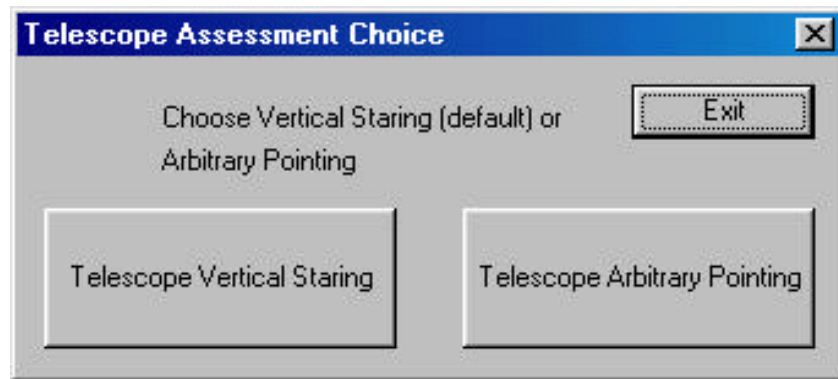 Telescope Assessment Choice
Choose Vertical Staring (default) or
Arbitrary Pointing
Exit
Telescope Vertical Staring
Telescope Arbitrary Pointing